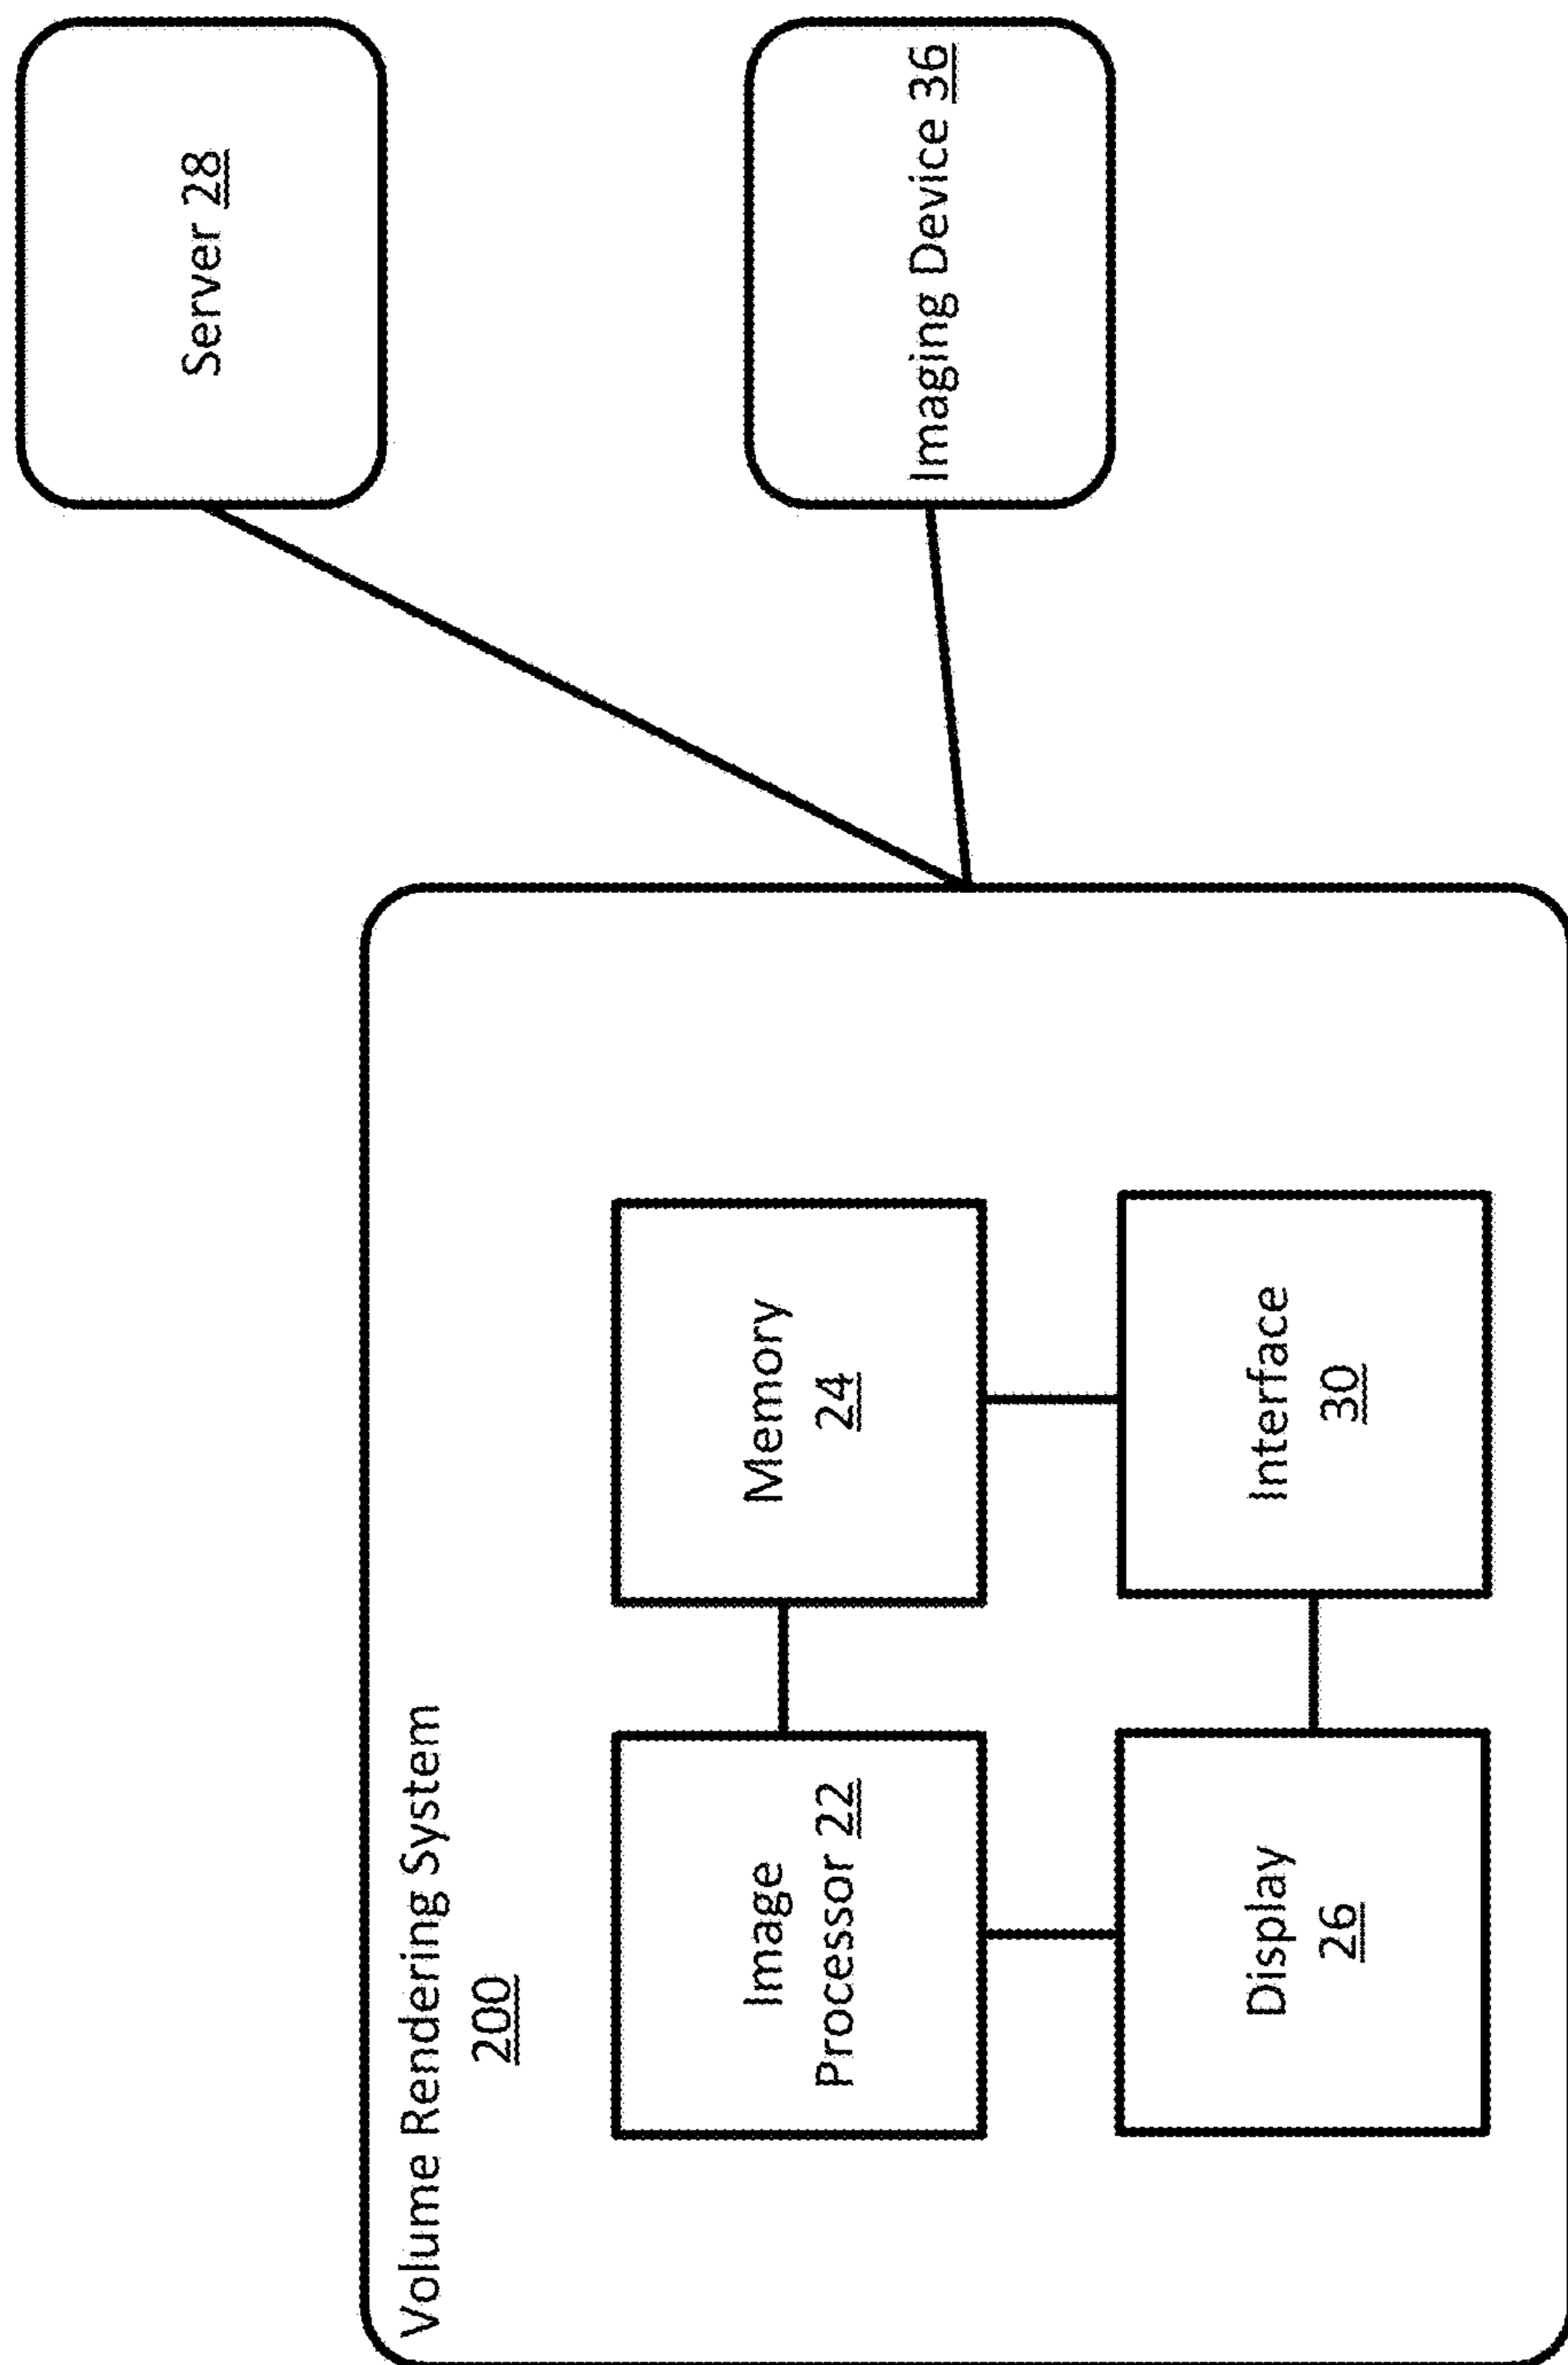 Volume Rendering System
200
Image
Processor 22
Memory
24
Display
26
Interface
30
Server 28
Imaging Device 36